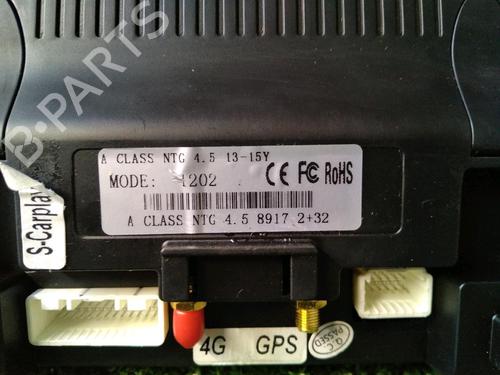 B-PARTS
A CLASS NTG 4.5 13-15Y
MODE: 1202 CE FC RoHS
A CLASS NTG 4.5 8917 2+32
S-Carplay
4G GPS
Q.C
PASSED